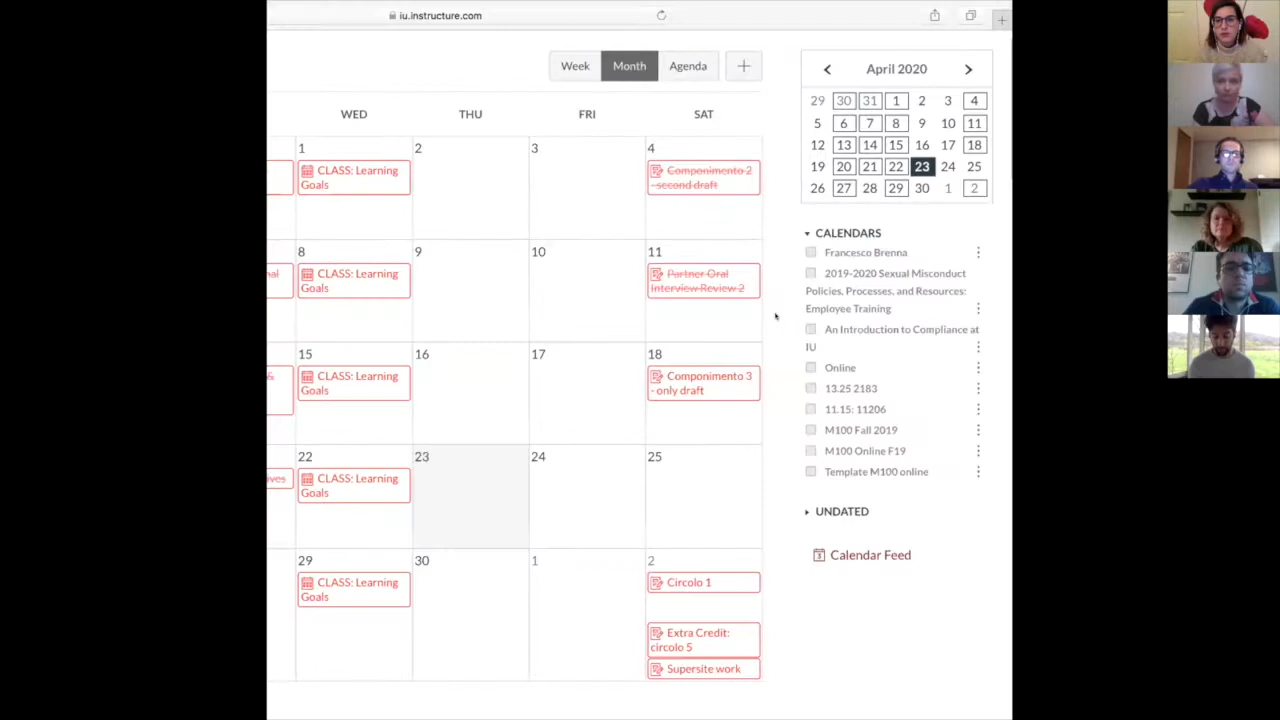 iu.instructure.com
Week Month Agenda +
April 2020
29 30 31 1 2 3 4
5 6 7 8 9 10 11
12 13 14 15 16 17 18
19 20 21 22 23 24 25
26 27 28 29 30 1 2
WED THU FRI SAT
1 2 3 4
CLASS: Learning
Goals
Componimento 2
- second draft
8 9 10 11
CLASS: Learning
Goals
Partner Oral
Interview Review 2
15 16 17 18
CLASS: Learning
Goals
Componimento 3
- only draft
22 23 24 25
CLASS: Learning
Goals
29 30 1 2
CLASS: Learning
Goals
Circolo 1
Extra Credit:
circolo 5
Supersite work
CALENDARS
Francesco Brenna
2019-2020 Sexual Misconduct
Policies, Processes, and Resources:
Employee Training
An Introduction to Compliance at
IU
Online
13.25 2183
11.15: 11206
M100 Fall 2019
M100 Online F19
Template M100 online
UNDATED
Calendar Feed